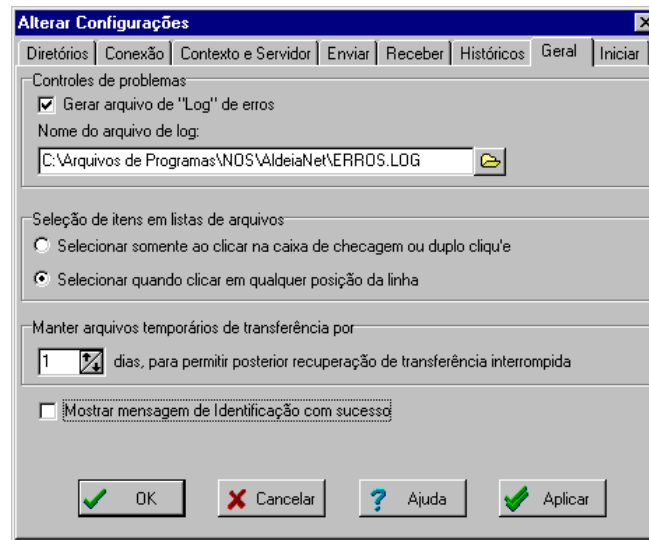 Alterar Configurações
Diretórios Conexão Contexto e Servidor Enviar Receber Históricos Geral Iniciar
Controles de problemas
Gerar arquivo de "Log" de erros
Nome do arquivo de log:
C:\Arquivos de Programas\NOS\AldeiaNet\ERROS.LOG
Seleção de itens em listas de arquivos
Selecionar somente ao clicar na caixa de checagem ou duplo cliqu'e
Selecionar quando clicar em qualquer posição da linha
Manter arquivos temporários de transferência por
1 dias, para permitir posterior recuperação de transferência interrompida
Mostrar mensagem de Identificação com sucesso
OK Cancelar Ajuda Aplicar